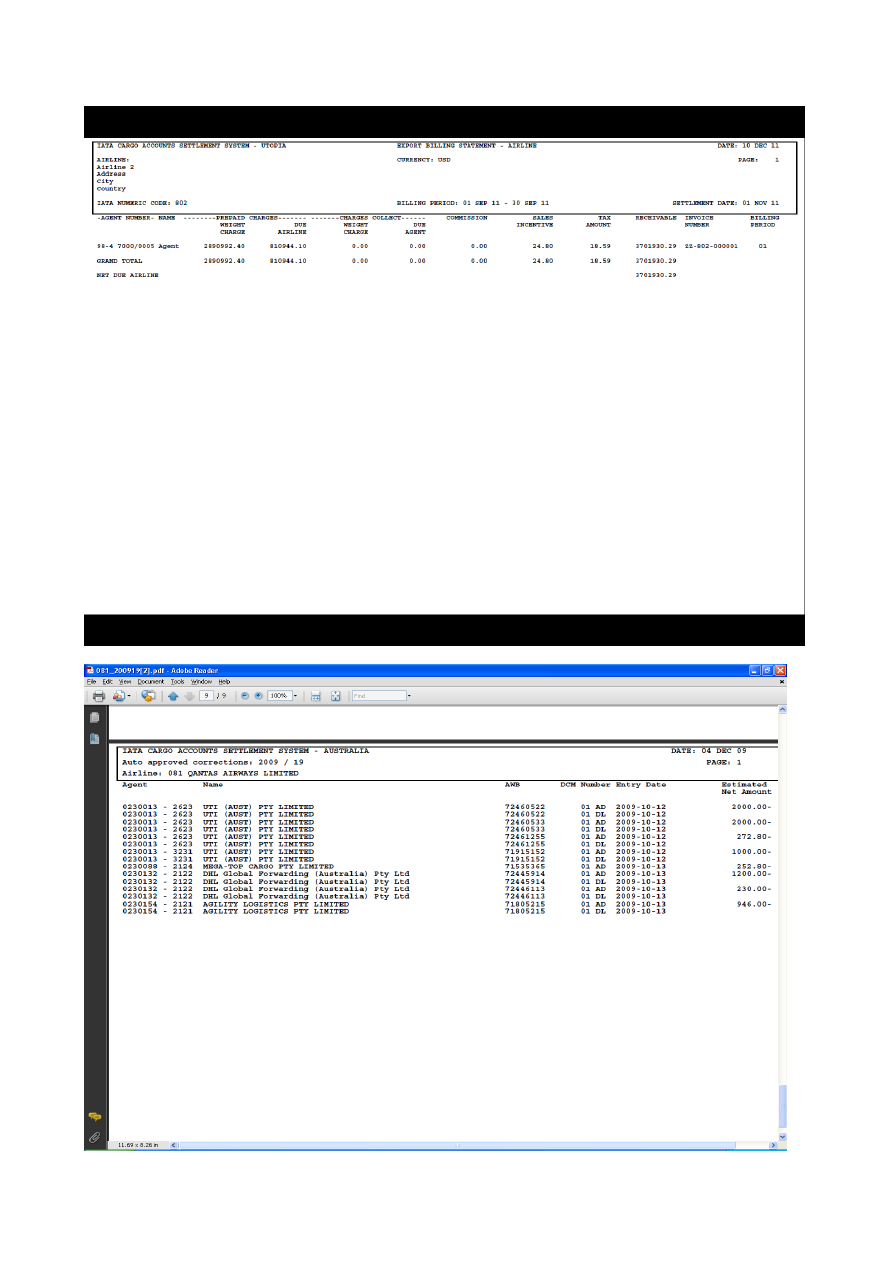 IATA CARGO ACCOUNTS SETTLEMENT SYSTEM - UTOPIA EXPORT BILLING STATEMENT - AIRLINE DATE: 10 DEC 11
AIRLINE: CURRENCY: USD PAGE: 1
Airline 2
Address
City
Country
IATA NUMERIC CODE: 802 BILLING PERIOD: 01 SEP 11 - 30 SEP 11 SETTLEMENT DATE: 01 NOV 11
-AGENT NUMBER- NAME --------PREPAID CHARGES------- -------CHARGES COLLECT------ COMMISSION SALES TAX RECEIVABLE INVOICE BILLING
WEIGHT DUE WEIGHT DUE INCENTIVE AMOUNT NUMBER PERIOD
CHARGE AIRLINE CHARGE AGENT
98-4 7000/0005 Agent 2890992.40 810944.10 0.00 0.00 0.00 24.80 18.59 3701930.29 ZZ-802-000001 01
GRAND TOTAL 2890992.40 810944.10 0.00 0.00 0.00 24.80 18.59 3701930.29
NET DUE AIRLINE 3701930.29
081_200919[2].pdf - Adobe Reader
File Edit View Document Tools Window Help
9 / 9 100% Find
IATA CARGO ACCOUNTS SETTLEMENT SYSTEM - AUSTRALIA DATE: 04 DEC 09
Auto approved corrections: 2009 / 19 PAGE: 1
Airline: 081 QANTAS AIRWAYS LIMITED
Agent Name AWB DCM Number Entry Date Estimated
Net Amount
0230013 - 2623 UTI (AUST) PTY LIMITED 72460522 01 AD 2009-10-12 2000.00-
0230013 - 2623 UTI (AUST) PTY LIMITED 72460522 01 DL 2009-10-12
0230013 - 2623 UTI (AUST) PTY LIMITED 72460533 01 AD 2009-10-12 2000.00-
0230013 - 2623 UTI (AUST) PTY LIMITED 72460533 01 DL 2009-10-12
0230013 - 2623 UTI (AUST) PTY LIMITED 72461255 01 AD 2009-10-12 272.80-
0230013 - 2623 UTI (AUST) PTY LIMITED 72461255 01 DL 2009-10-12
0230013 - 3231 UTI (AUST) PTY LIMITED 71915152 01 AD 2009-10-12 1000.00-
0230013 - 3231 UTI (AUST) PTY LIMITED 71915152 01 DL 2009-10-12
0230088 - 2124 MEGA-TOP CARGO PTY LIMITED 71535365 01 AD 2009-10-13 252.80-
0230132 - 2122 DHL Global Forwarding (Australia) Pty Ltd 72445914 01 AD 2009-10-13 1200.00-
0230132 - 2122 DHL Global Forwarding (Australia) Pty Ltd 72445914 01 DL 2009-10-13
0230132 - 2122 DHL Global Forwarding (Australia) Pty Ltd 72446113 01 AD 2009-10-13 230.00-
0230132 - 2122 DHL Global Forwarding (Australia) Pty Ltd 72446113 01 DL 2009-10-13
0230154 - 2121 AGILITY LOGISTICS PTY LIMITED 71805215 01 AD 2009-10-13 946.00-
0230154 - 2121 AGILITY LOGISTICS PTY LIMITED 71805215 01 DL 2009-10-13
11.69 x 8.26 in